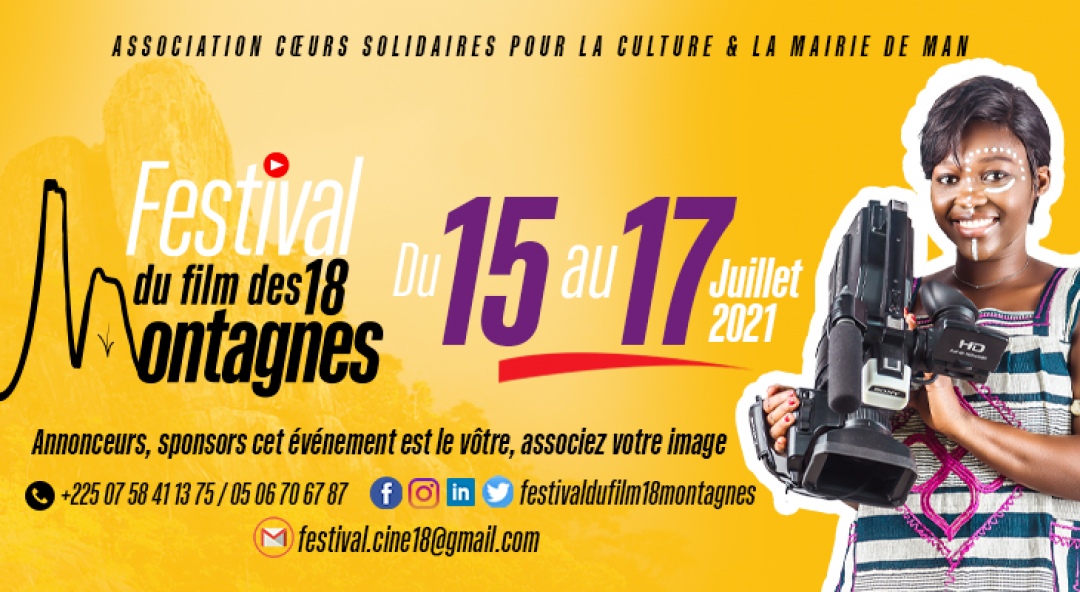 ASSOCIATION CŒURS SOLIDAIRES POUR LA CULTURE & LA MAIRIE DE MAN
Festival
du film des 18
Montagnes
Du 15 au 17 Juillet 2021
Annonceurs, sponsors cet événement est le vôtre, associez votre image
+225 07 58 41 13 75 / 05 06 70 67 87
festivaldufilm18montagnes
festival.cine18@gmail.com
HD
SONY